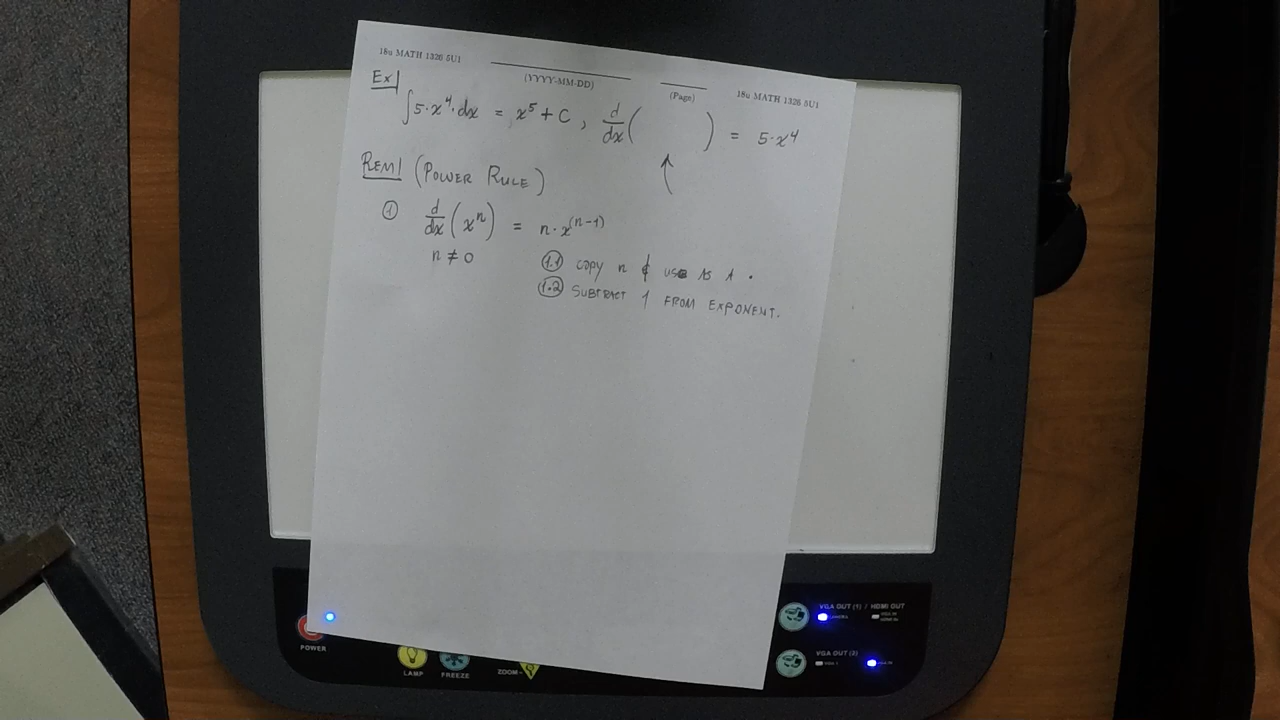 18u MATH 1326 5U1 (YYYY-MM-DD) (Page) 18u MATH 1326 5U1
Ex|
∫5·x⁴·dx = x⁵ + C, d/dx( ) = 5·x⁴
REM| (POWER RULE)
① d/dx(xⁿ) = n·x⁽ⁿ⁻¹⁾
n ≠ 0
1.1 COPY n & USE AS A ·
1.2 SUBTRACT 1 FROM EXPONENT.
POWER
LAMP
FREEZE
ZOOM
VGA OUT (1) / HDMI OUT
VGA OUT (2)